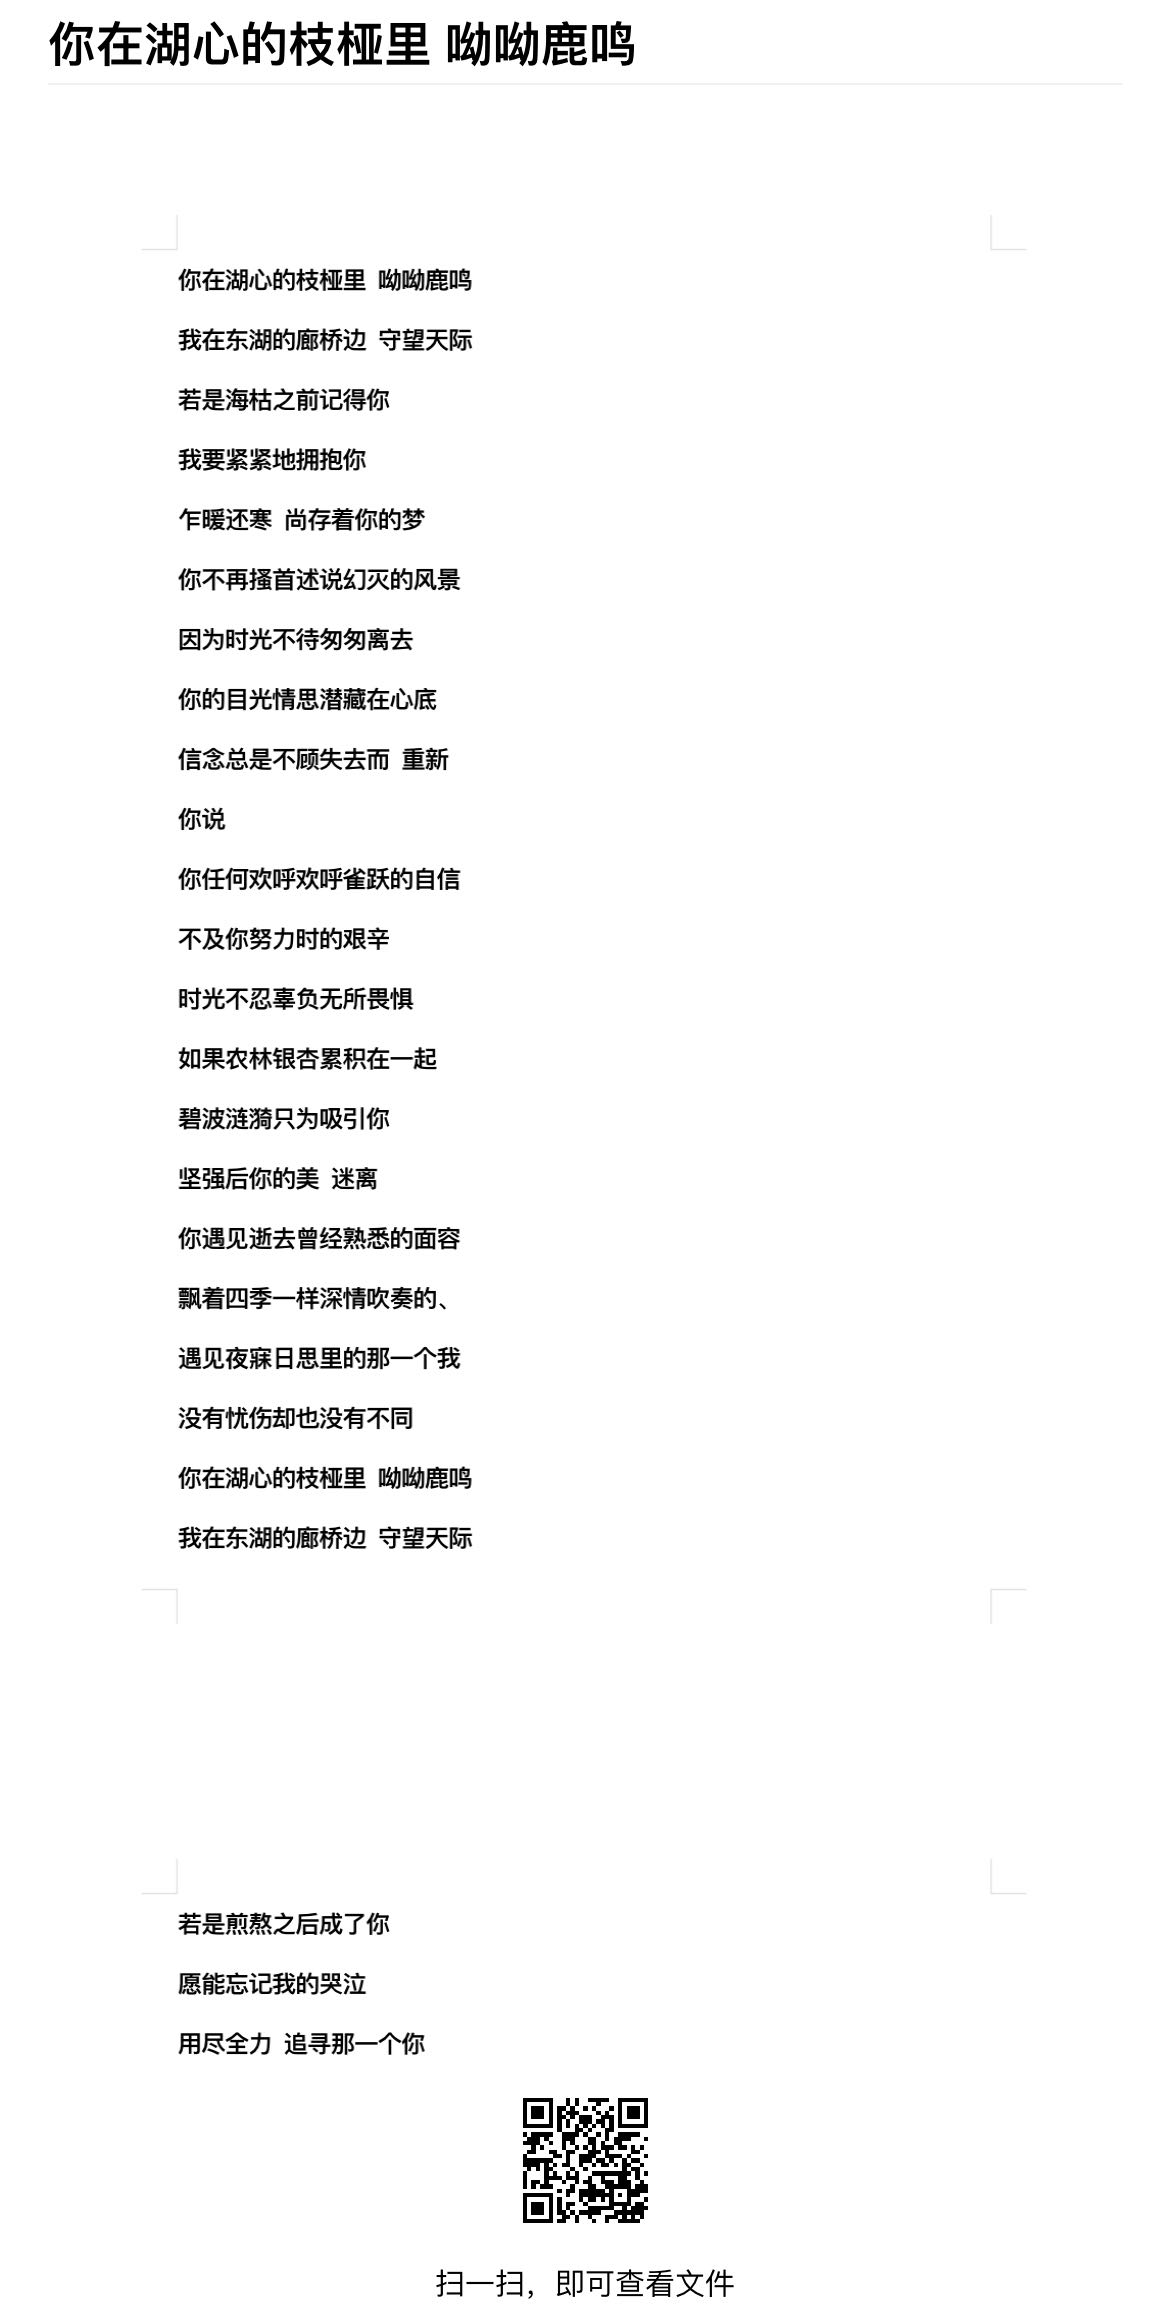 你在湖心的枝桠里 呦呦鹿鸣
你在湖心的枝桠里 呦呦鹿鸣
我在东湖的廊桥边 守望天际
若是海枯之前记得你
我要紧紧地拥抱你
乍暖还寒 尚存着你的梦
你不再搔首述说幻灭的风景
因为时光不待匆匆离去
你的目光情思潜藏在心底
信念总是不顾失去而 重新
你说
你任何欢呼欢呼雀跃的自信
不及你努力时的艰辛
时光不忍辜负无所畏惧
如果农林银杏累积在一起
碧波涟漪只为吸引你
坚强后你的美 迷离
你遇见逝去曾经熟悉的面容
飘着四季一样深情吹奏的、
遇见夜寐日思里的那一个我
没有忧伤却也没有不同
你在湖心的枝桠里 呦呦鹿鸣
我在东湖的廊桥边 守望天际
若是煎熬之后成了你
愿能忘记我的哭泣
用尽全力 追寻那一个你
扫一扫，即可查看文件